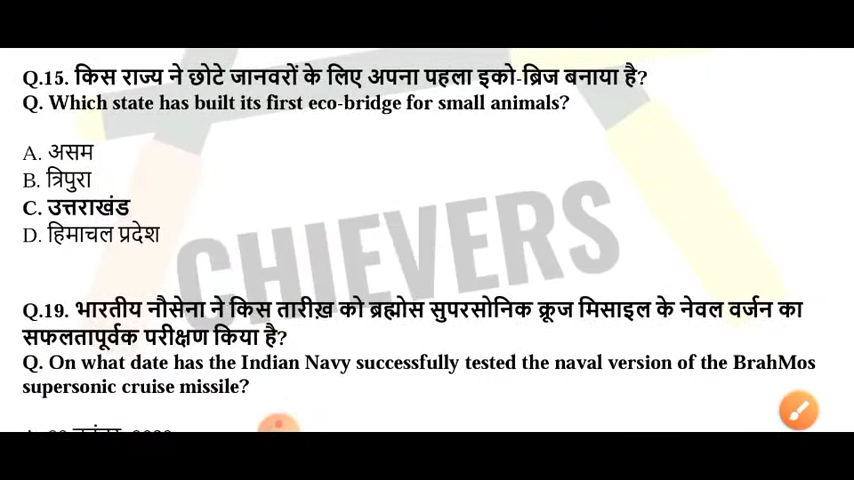 Q.15. किस राज्य ने छोटे जानवरों के लिए अपना पहला इको-ब्रिज बनाया है?
Q. Which state has built its first eco-bridge for small animals?
A. असम
B. त्रिपुरा
C. उत्तराखंड
D. हिमाचल प्रदेश
CHIEVERS
Q.19. भारतीय नौसेना ने किस तारीख़ को ब्रह्मोस सुपरसोनिक क्रूज मिसाइल के नेवल वर्जन का
सफलतापूर्वक परीक्षण किया है?
Q. On what date has the Indian Navy successfully tested the naval version of the BrahMos
supersonic cruise missile?